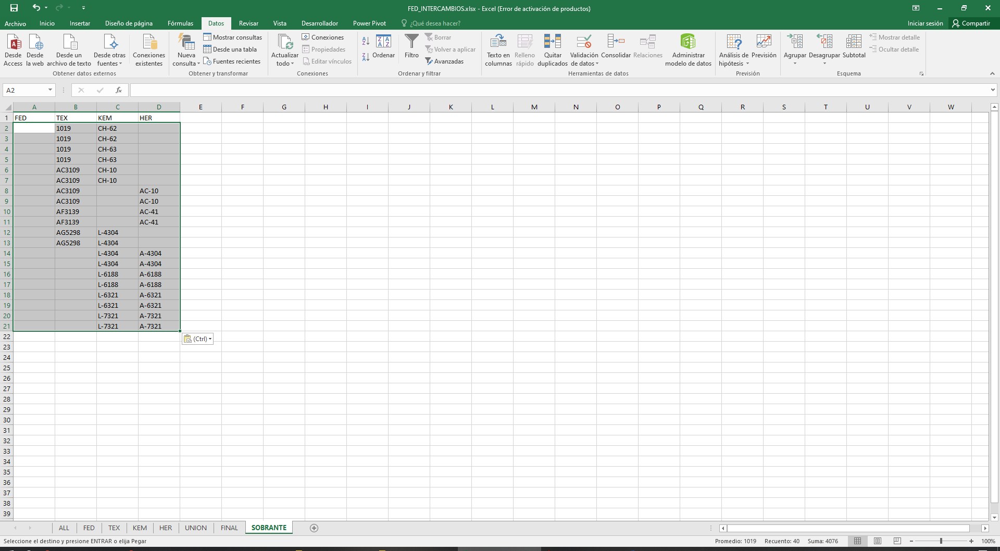 FED_INTERCAMBIOS.xlsx - Excel (Error de activación de productos)
Archivo Inicio Insertar Diseño de página Fórmulas Datos Revisar Vista Desarrollador Power Pivot ¿Qué desea hacer? Iniciar sesión Compartir
Desde Access
Desde la web
Desde un archivo de texto
Desde otras fuentes
Conexiones existentes
Obtener datos externos
Nueva consulta
Mostrar consultas
Desde una tabla
Fuentes recientes
Obtener y transformar
Actualizar todo
Conexiones
Propiedades
Editar vínculos
Conexiones
Ordenar
Filtro
Borrar
Volver a aplicar
Avanzadas
Ordenar y filtrar
Texto en columnas
Relleno rápido
Quitar duplicados
Validación de datos
Consolidar
Relaciones
Administrar modelo de datos
Herramientas de datos
Análisis de hipótesis
Previsión
Previsión
Agrupar
Desagrupar
Subtotal
Mostrar detalle
Ocultar detalle
Esquema
A2 fx
A B C D E F G H I J K L M N O P Q R S T U V W
1 FED TEX KEM HER
2 1019 CH-62
3 1019 CH-62
4 1019 CH-63
5 1019 CH-63
6 AC3109 CH-10
7 AC3109 CH-10
8 AC3109 AC-10
9 AC3109 AC-10
10 AF3139 AC-41
11 AF3139 AC-41
12 AG5298 L-4304
13 AG5298 L-4304
14 L-4304 A-4304
15 L-4304 A-4304
16 L-6188 A-6188
17 L-6188 A-6188
18 L-6321 A-6321
19 L-6321 A-6321
20 L-7321 A-7321
21 L-7321 A-7321
22 (Ctrl)
23
24
25
26
27
28
29
30
31
32
33
34
35
36
37
38
39
ALL FED TEX KEM HER UNION FINAL SOBRANTE
Seleccione el destino y presione ENTRAR o elija Pegar Promedio: 1019 Recuento: 40 Suma: 4076 100%